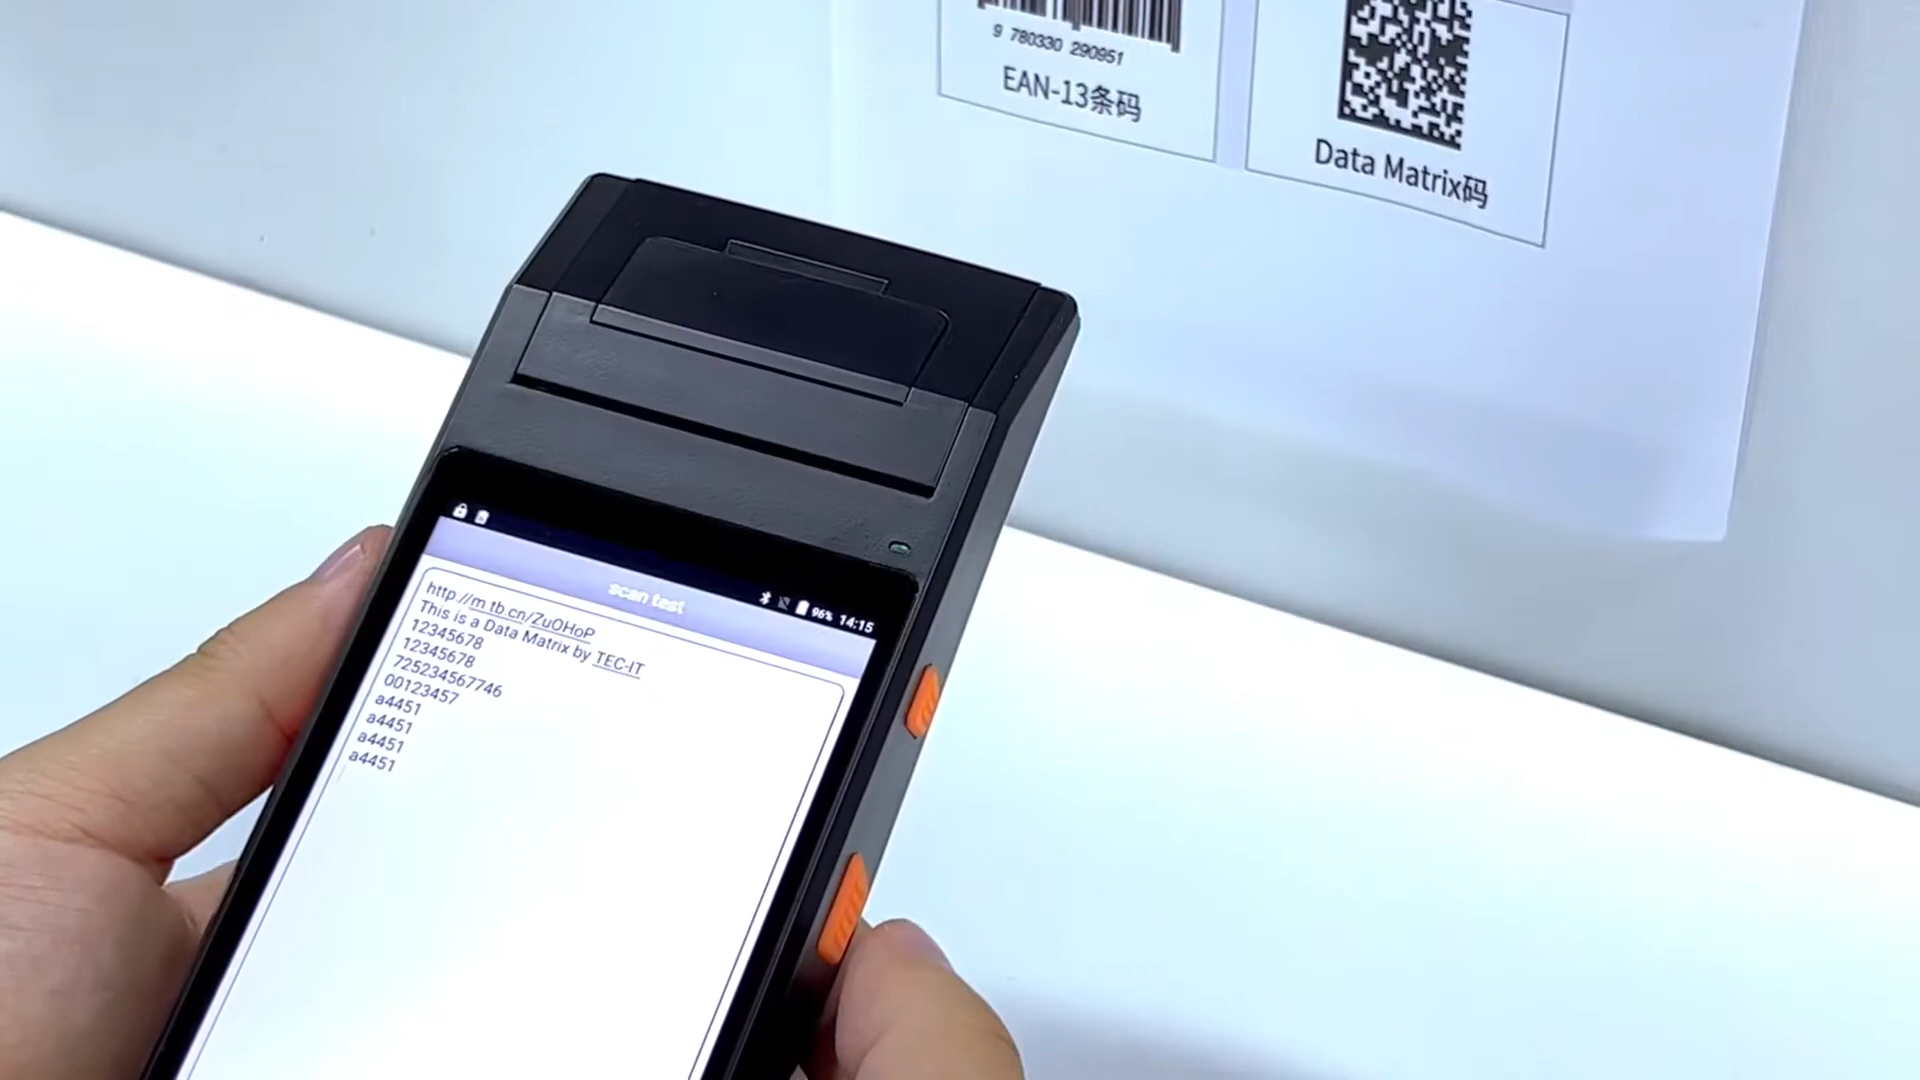 9 780330 290951
EAN-13条码
Data Matrix码
96% 14:15
scan test
http://m.tb.cn/ZuOHoP
This is a Data Matrix by TEC-IT
12345678
12345678
725234567746
00123457
a4451
a4451
a4451
a4451